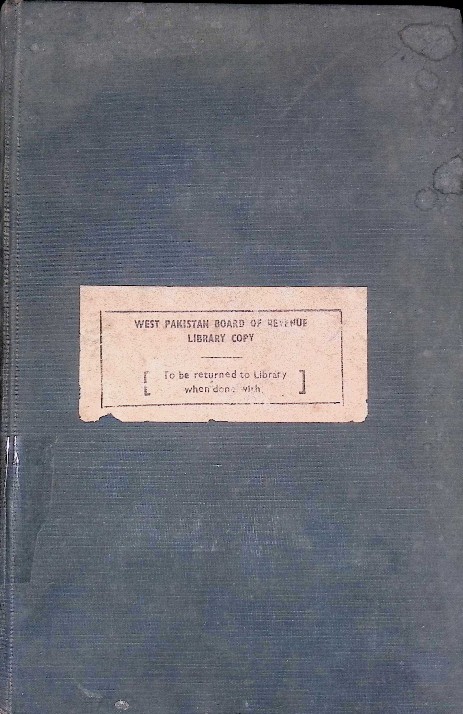 WEST PAKISTAN BOARD OF REVENUE
LIBRARY COPY
[ To be returned to Library
when done with ]